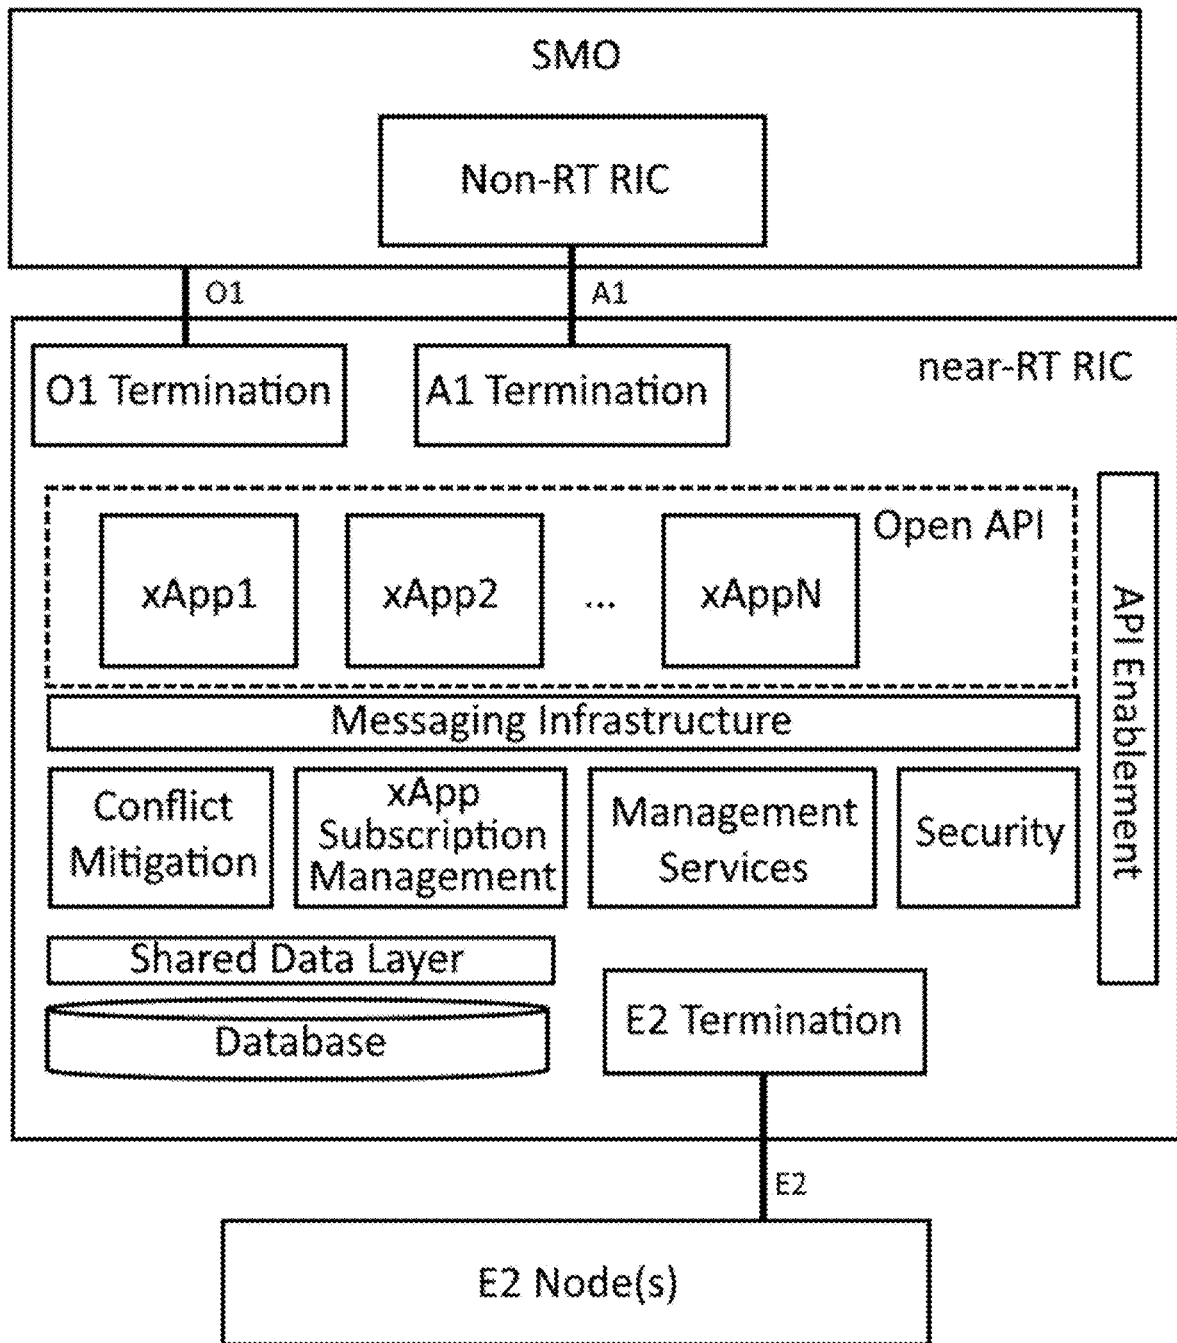 SMO
Non-RT RIC
O1
A1
near-RT RIC
O1 Termination
A1 Termination
Open API
xApp1
xApp2
...
xAppN
API Enablement
Messaging Infrastructure
Conflict
Mitigation
xApp
Subscription
Management
Management
Services
Security
Shared Data Layer
Database
E2 Termination
E2
E2 Node(s)